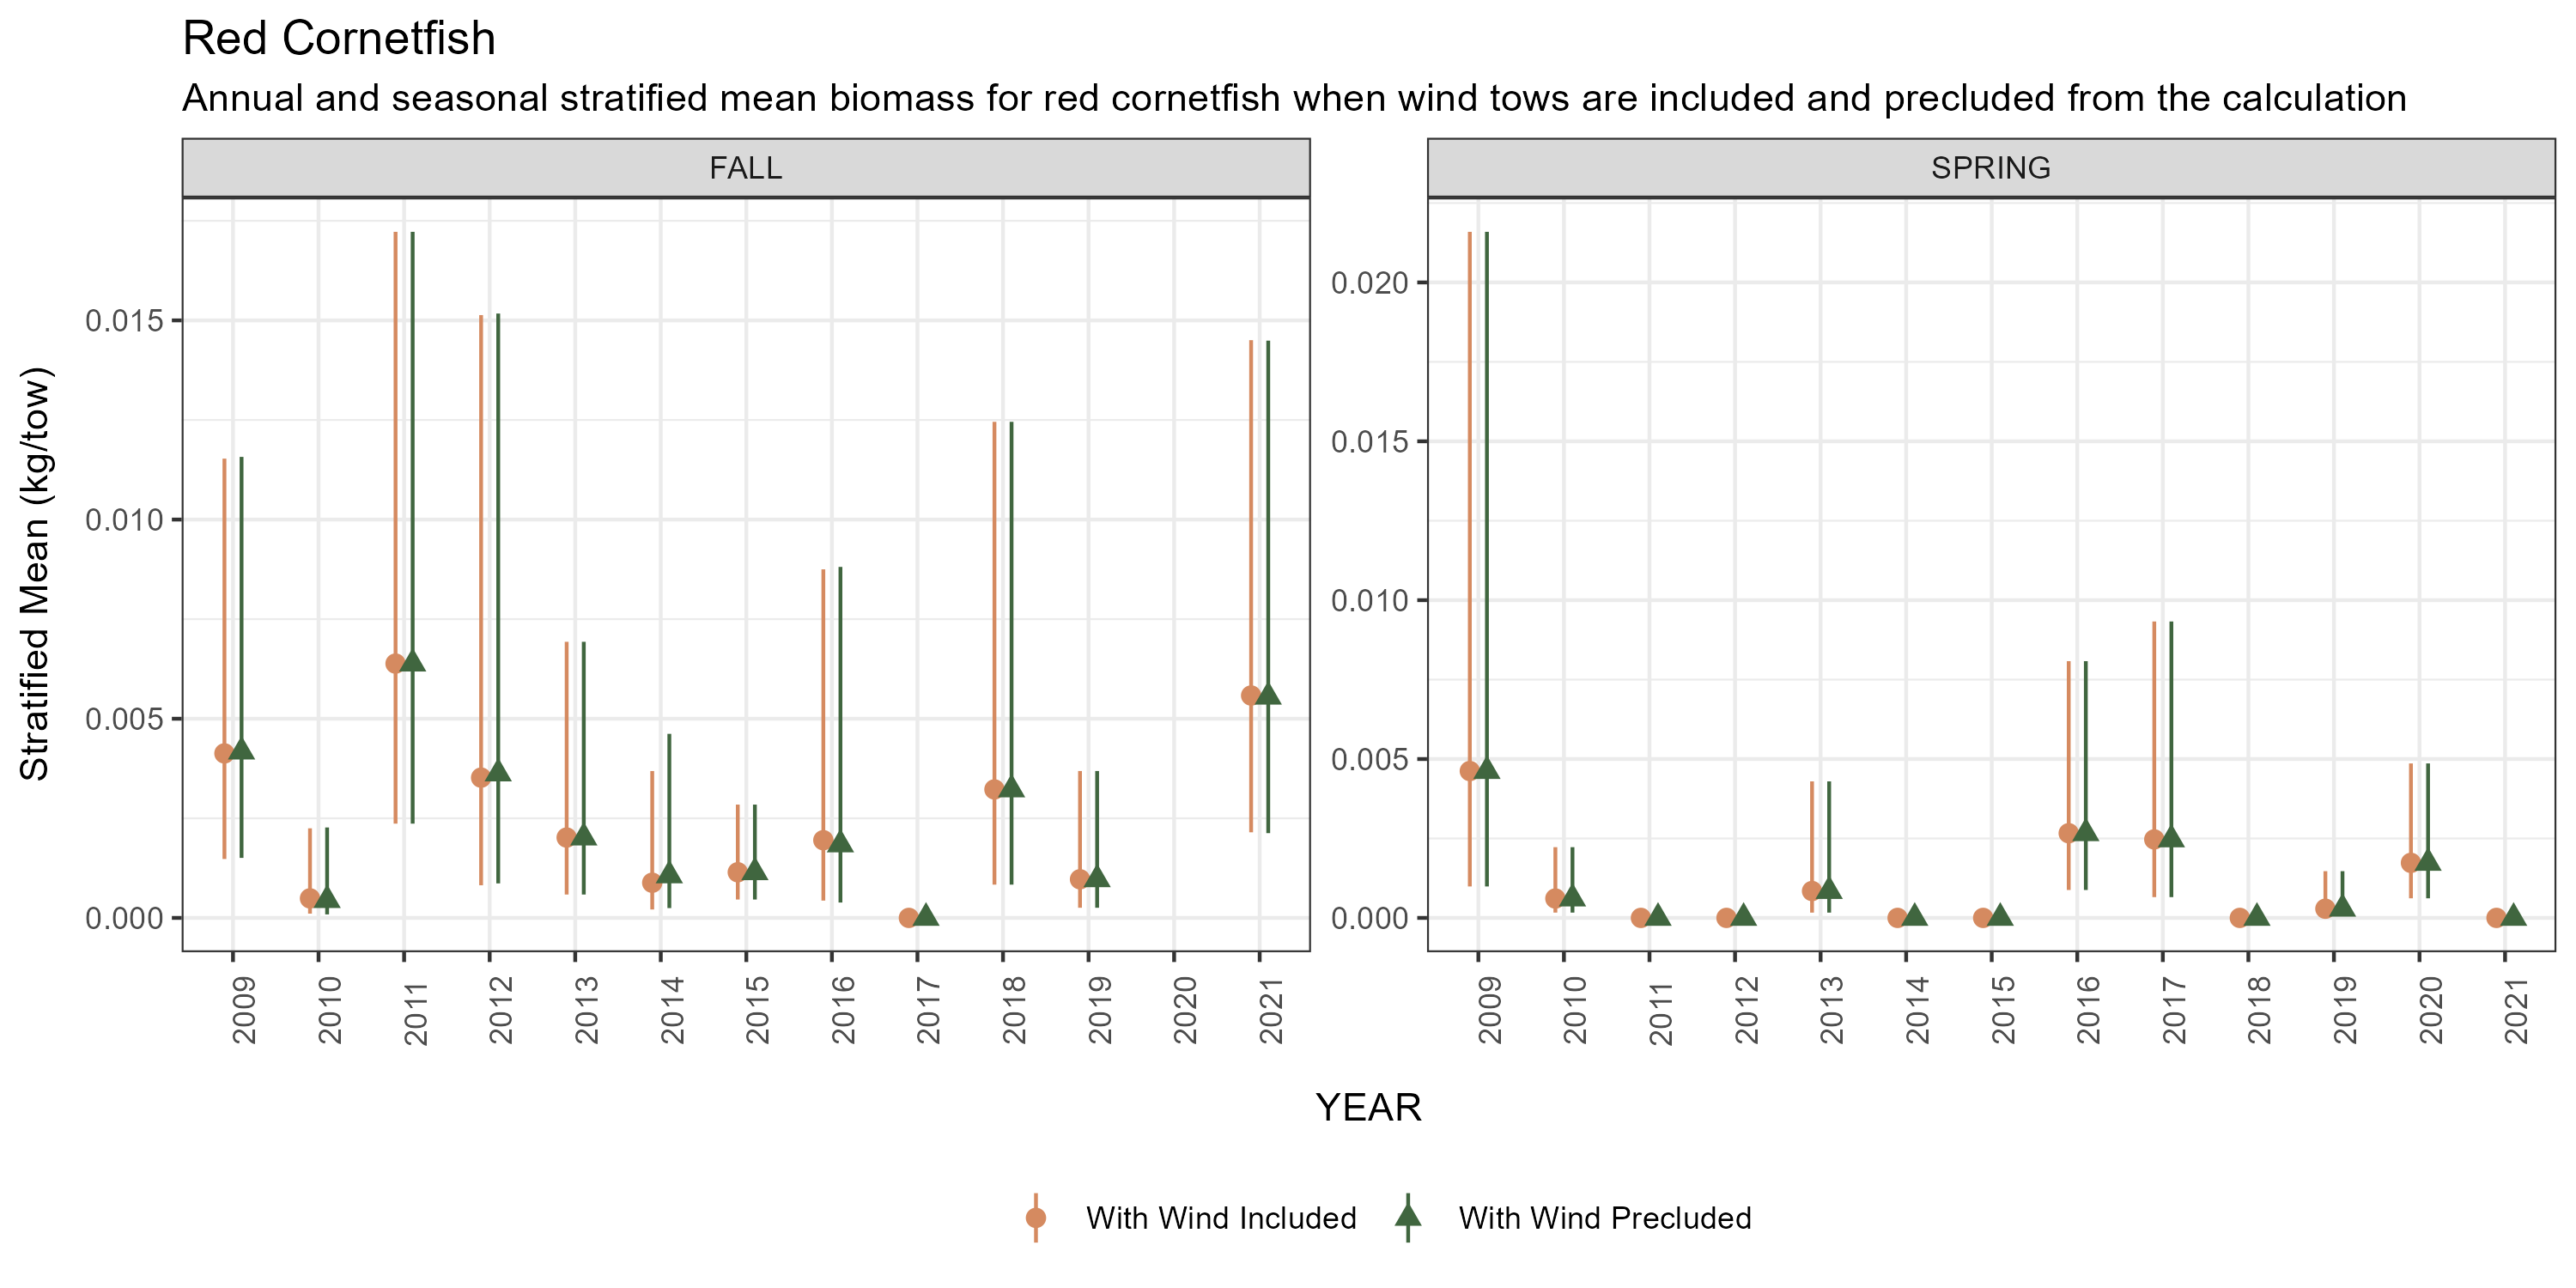 Red Cornetfish
Annual and seasonal stratified mean biomass for red cornetfish when wind tows are included and precluded from the calculation
FALL
SPRING
Stratified Mean (kg/tow)
0.015
0.010
0.005
0.000
0.020
0.015
0.010
0.005
0.000
2009 2010 2011 2012 2013 2014 2015 2016 2017 2018 2019 2020 2021
2009 2010 2011 2012 2013 2014 2015 2016 2017 2018 2019 2020 2021
YEAR
With Wind Included
With Wind Precluded